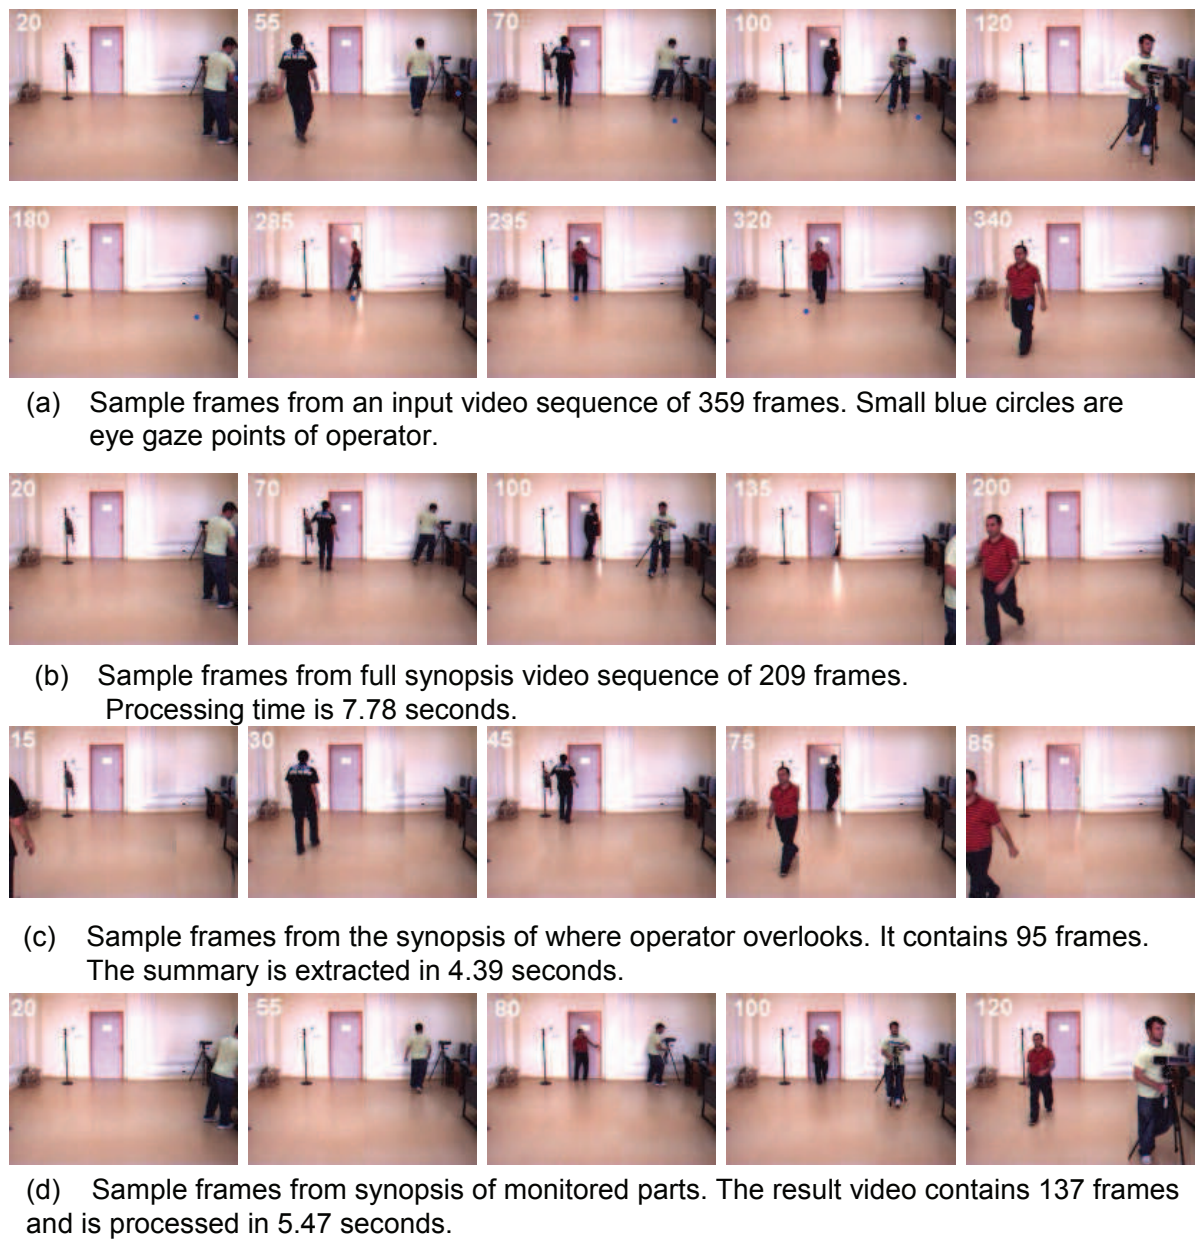 20 55 70 100 120
180 285 295 320 340
(a) Sample frames from an input video sequence of 359 frames. Small blue circles are
eye gaze points of operator.
20 70 100 135 200
(b) Sample frames from full synopsis video sequence of 209 frames.
Processing time is 7.78 seconds.
15 30 45 75 85
(c) Sample frames from the synopsis of where operator overlooks. It contains 95 frames.
The summary is extracted in 4.39 seconds.
20 55 80 100 120
(d) Sample frames from synopsis of monitored parts. The result video contains 137 frames
and is processed in 5.47 seconds.